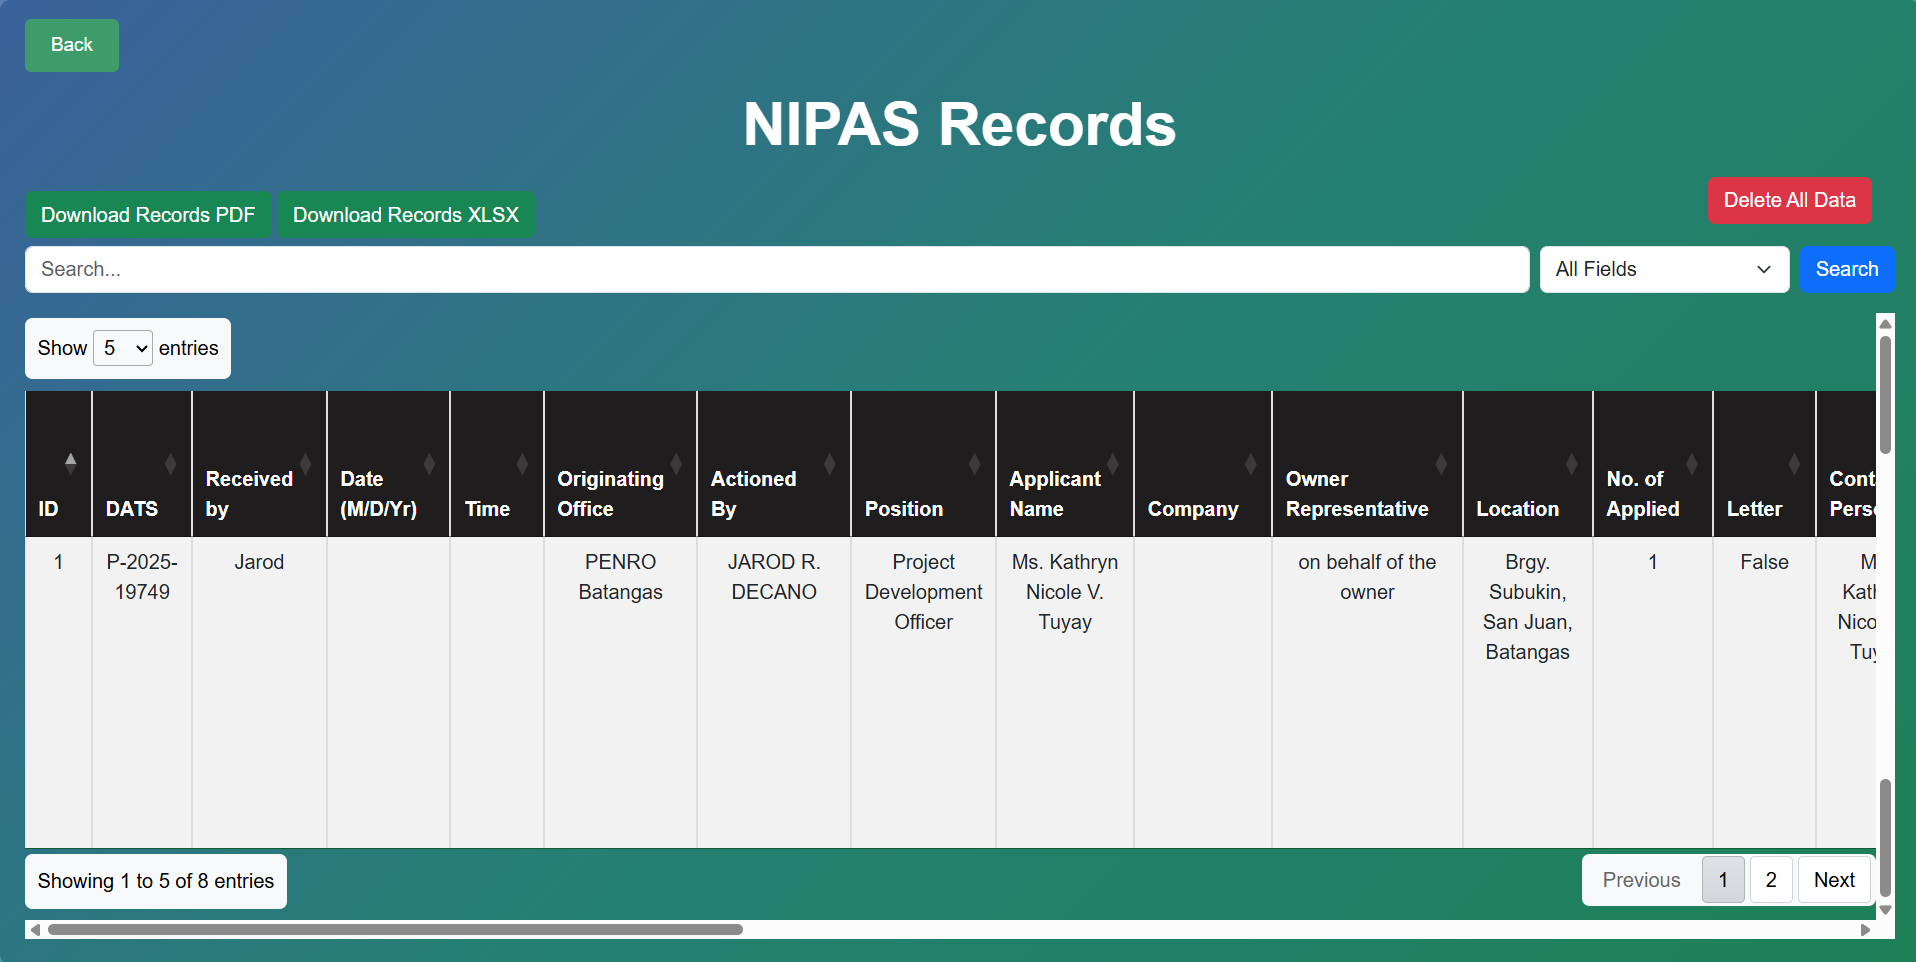 Back
NIPAS Records
Delete All Data
Download Records PDF
Download Records XLSX
Search...
All Fields
Search
Show 5 entries
ID
DATS
Received
by
Date
(M/D/Yr)
Time
Originating
Office
Actioned
By
Position
Applicant
Name
Company
Owner
Representative
Location
No. of
Applied
Letter
Cont
Pers
1
P-2025-
19749
Jarod
PENRO
Batangas
JAROD R.
DECANO
Project
Development
Officer
Ms. Kathryn
Nicole V.
Tuyay
on behalf of the
owner
Brgy.
Subukin,
San Juan,
Batangas
1
False
M
Kath
Nico
Tuy
Showing 1 to 5 of 8 entries
Previous
1
2
Next